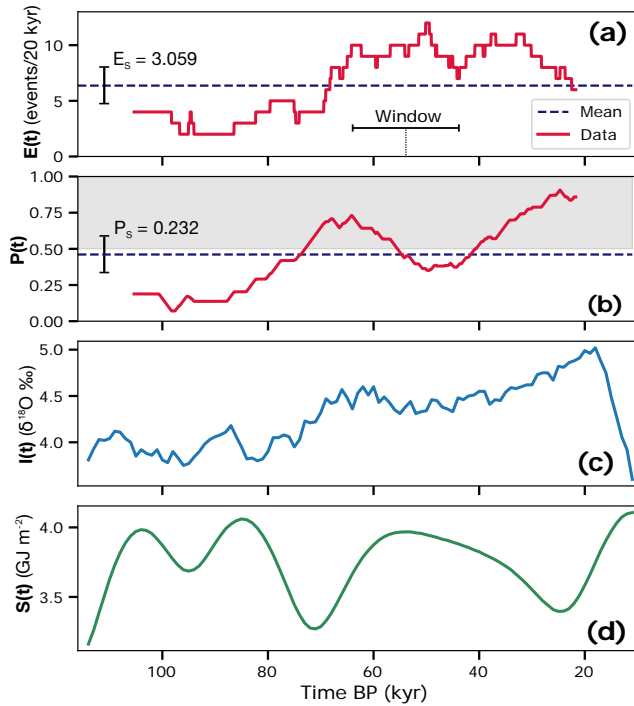 (a)
E(t) (events/20 kyr)
10
5
0
E_S = 3.059
Window
Mean
Data
(b)
P(t)
1.00
0.75
0.50
0.25
0.00
P_S = 0.232
(c)
I(t) (δ¹⁸O ‰)
5.0
4.5
4.0
(d)
S(t) (GJ m⁻²)
4.0
3.5
100
80
60
40
20
Time BP (kyr)